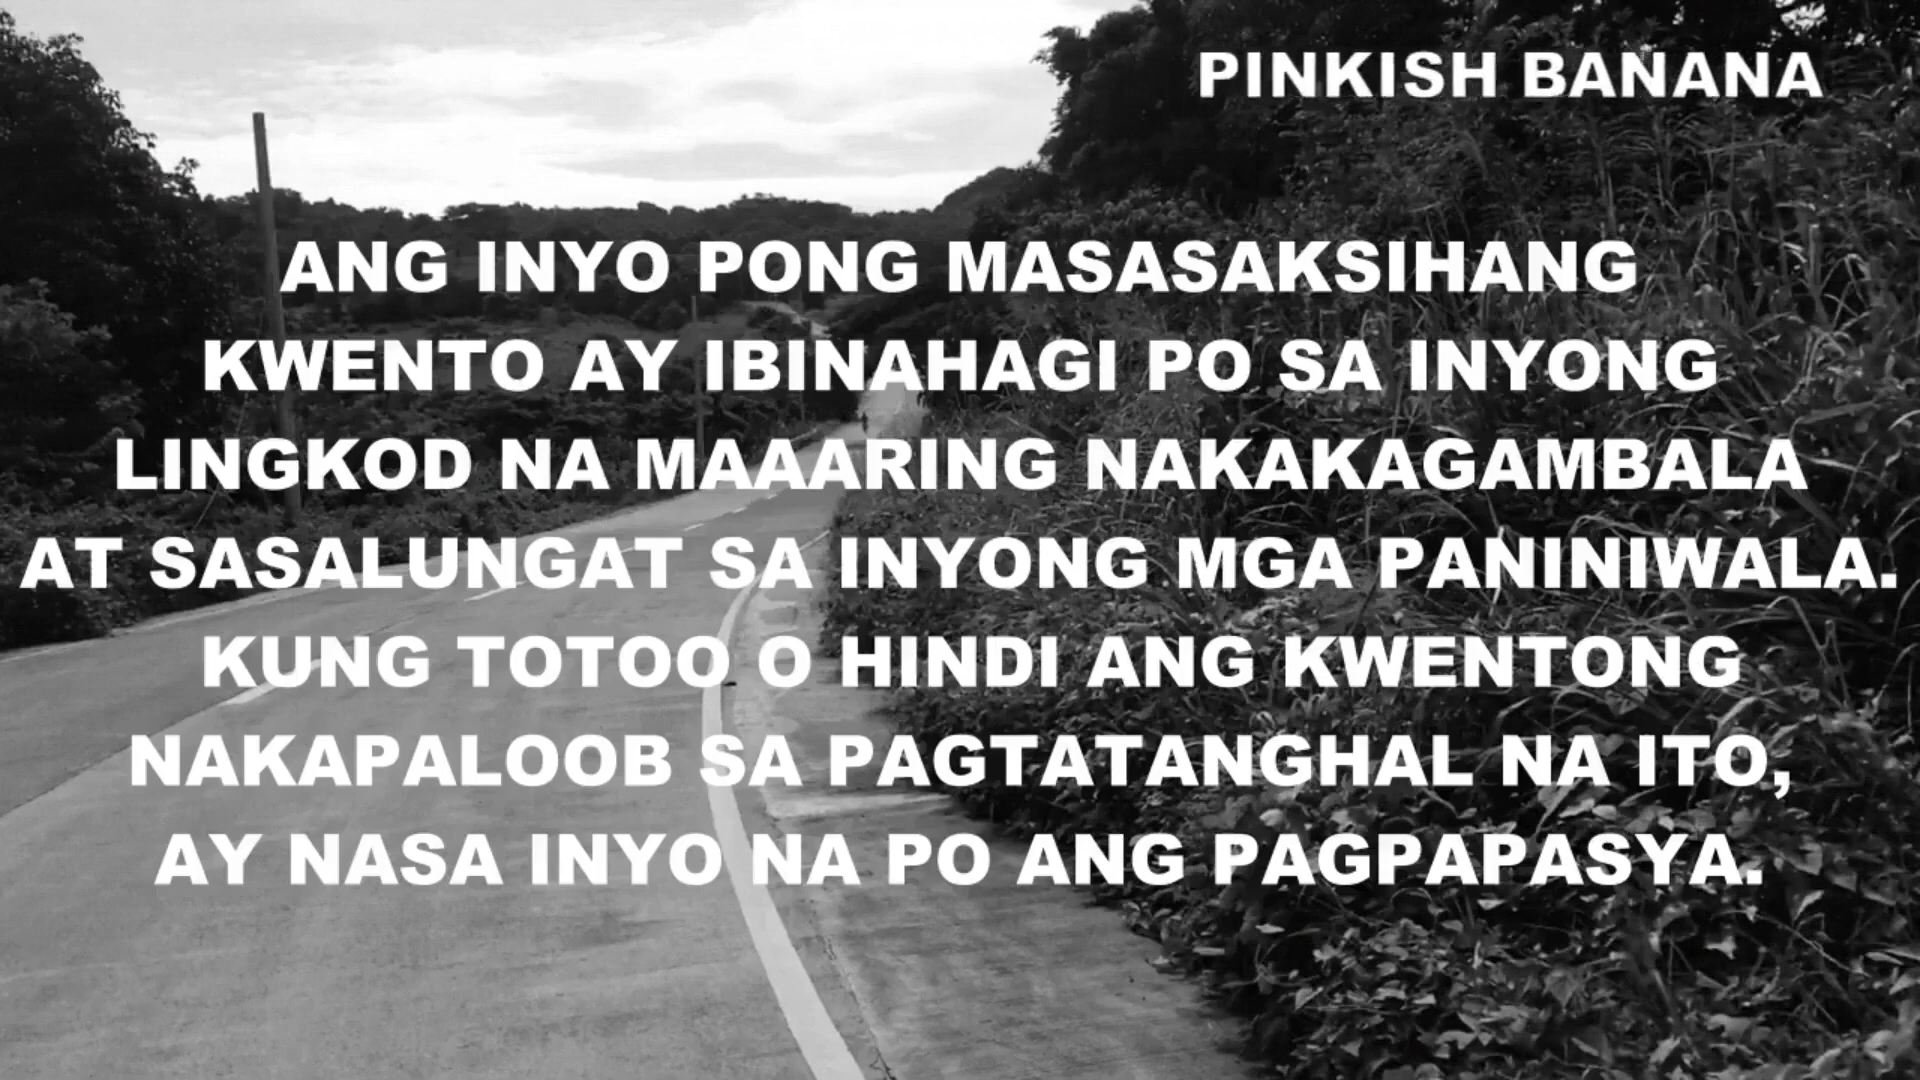 PINKISH BANANA
ANG INYO PONG MASASAKSIHANG
KWENTO AY IBINAHAGI PO SA INYONG
LINGKOD NA MAAARING NAKAKAGAMBALA
AT SASALUNGAT SA INYONG MGA PANINIWALA.
KUNG TOTOO O HINDI ANG KWENTONG
NAKAPALOOB SA PAGTATANGHAL NA ITO,
AY NASA INYO NA PO ANG PAGPAPASYA.